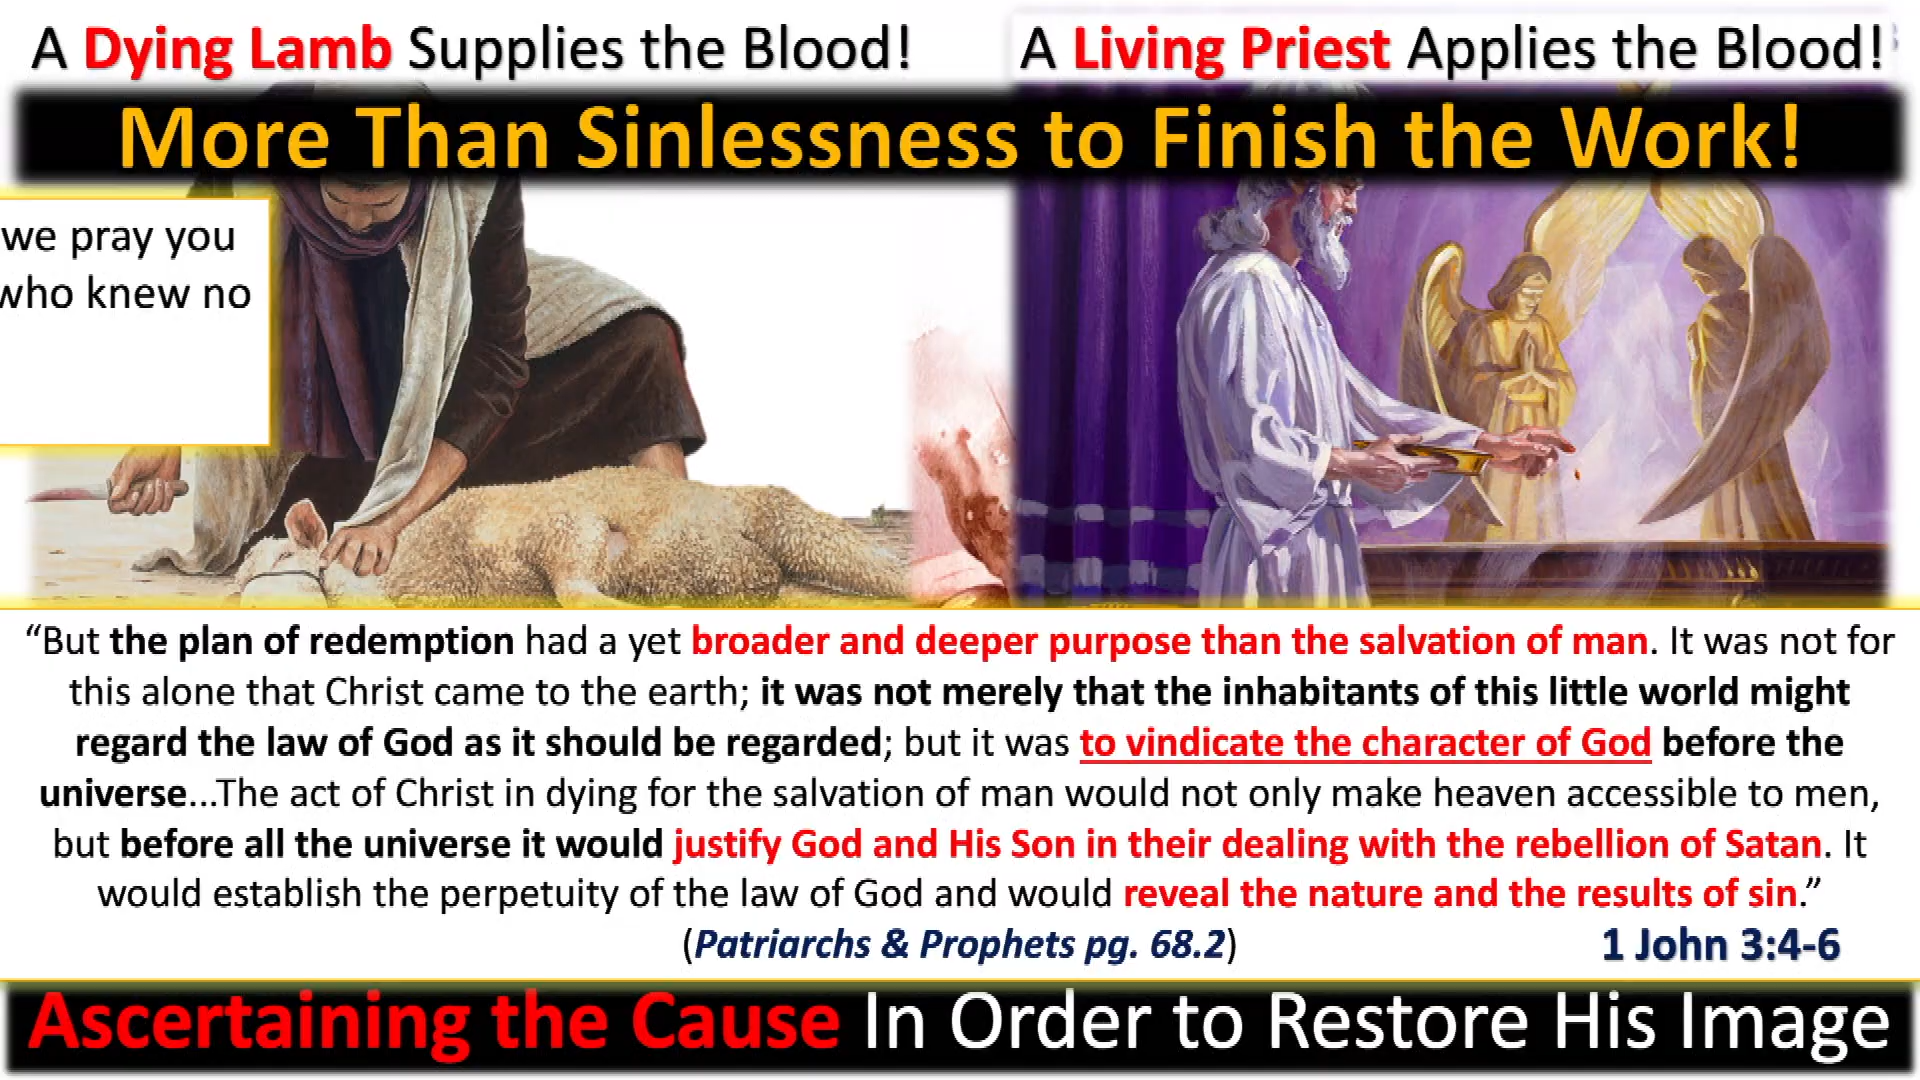 A Dying Lamb Supplies the Blood!
A Living Priest Applies the Blood!
More Than Sinlessness to Finish the Work!
we pray you
who knew no
“But the plan of redemption had a yet broader and deeper purpose than the salvation of man. It was not for
this alone that Christ came to the earth; it was not merely that the inhabitants of this little world might
regard the law of God as it should be regarded; but it was to vindicate the character of God before the
universe...The act of Christ in dying for the salvation of man would not only make heaven accessible to men,
but before all the universe it would justify God and His Son in their dealing with the rebellion of Satan. It
would establish the perpetuity of the law of God and would reveal the nature and the results of sin.”
(Patriarchs & Prophets pg. 68.2)
1 John 3:4-6
Ascertaining the Cause In Order to Restore His Image